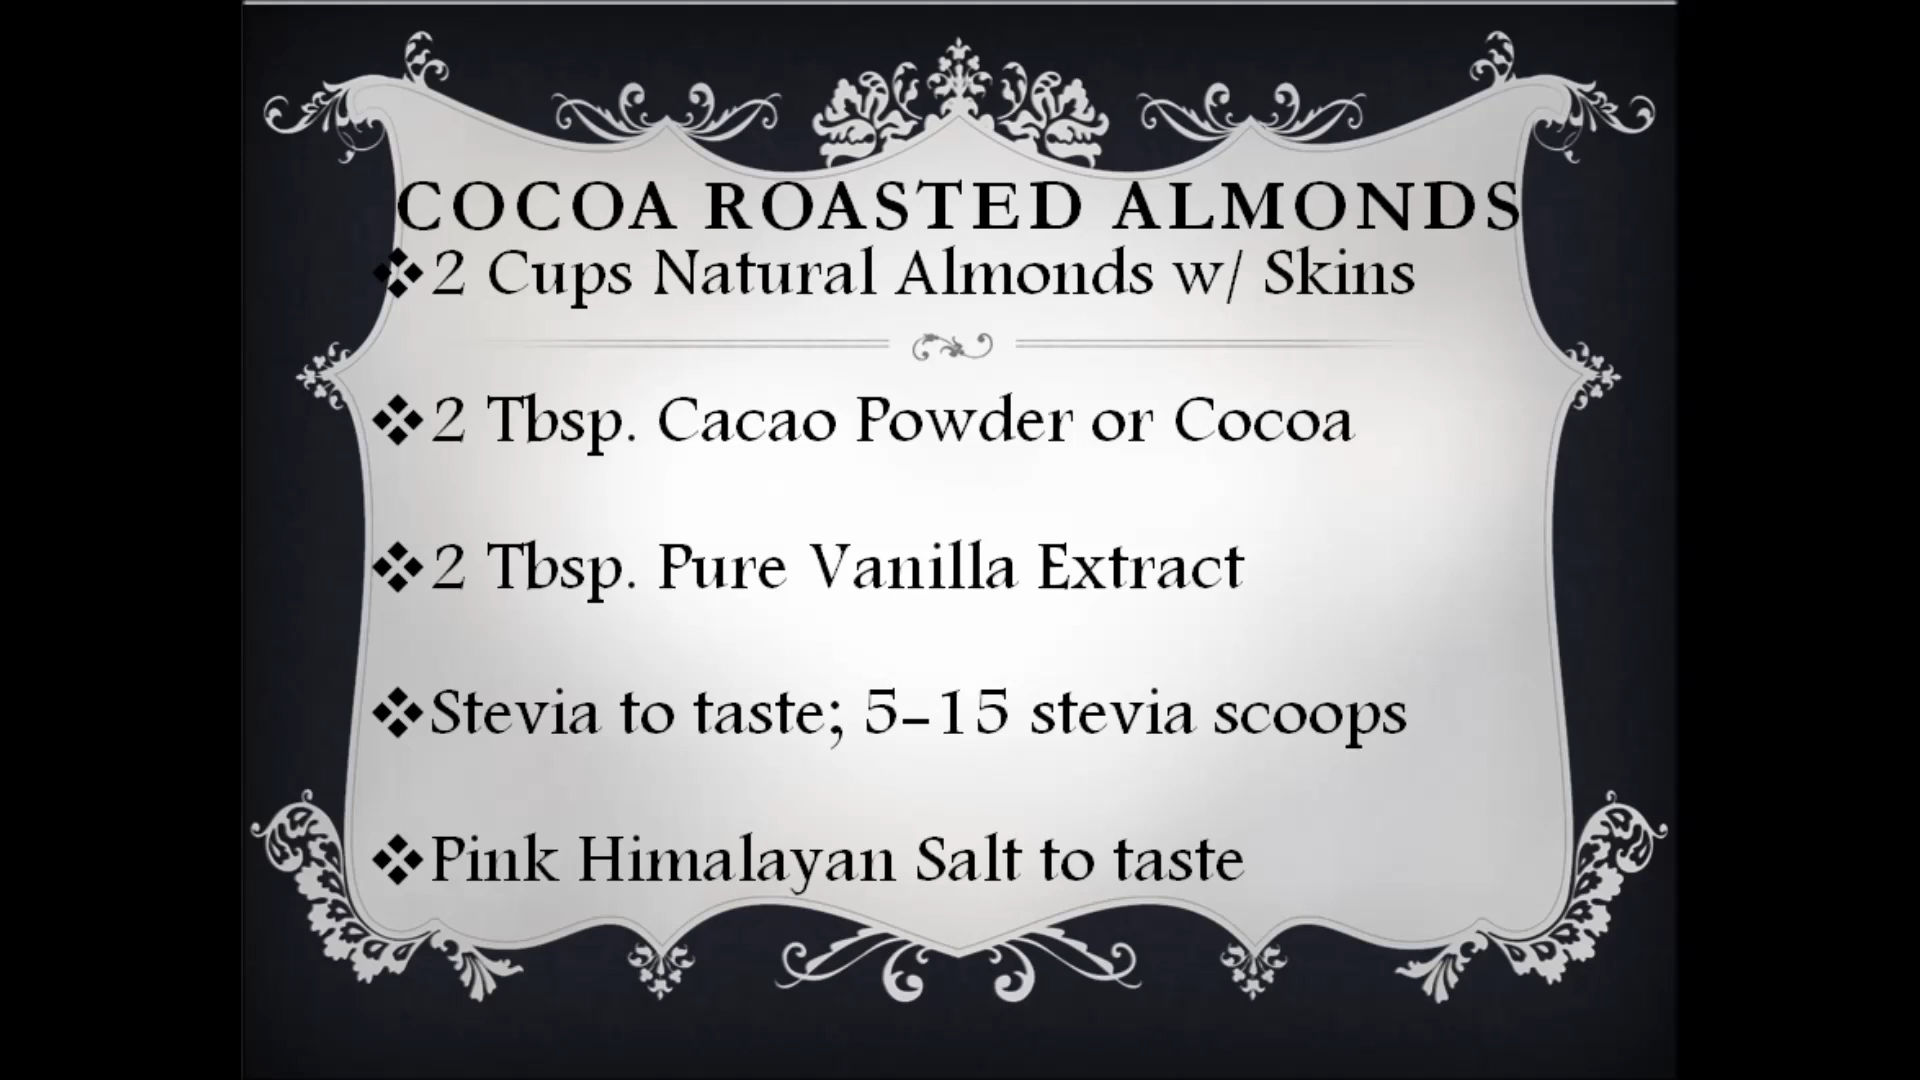 COCOA ROASTED ALMONDS
❖2 Cups Natural Almonds w/ Skins
❖2 Tbsp. Cacao Powder or Cocoa
❖2 Tbsp. Pure Vanilla Extract
❖Stevia to taste; 5–15 stevia scoops
❖Pink Himalayan Salt to taste